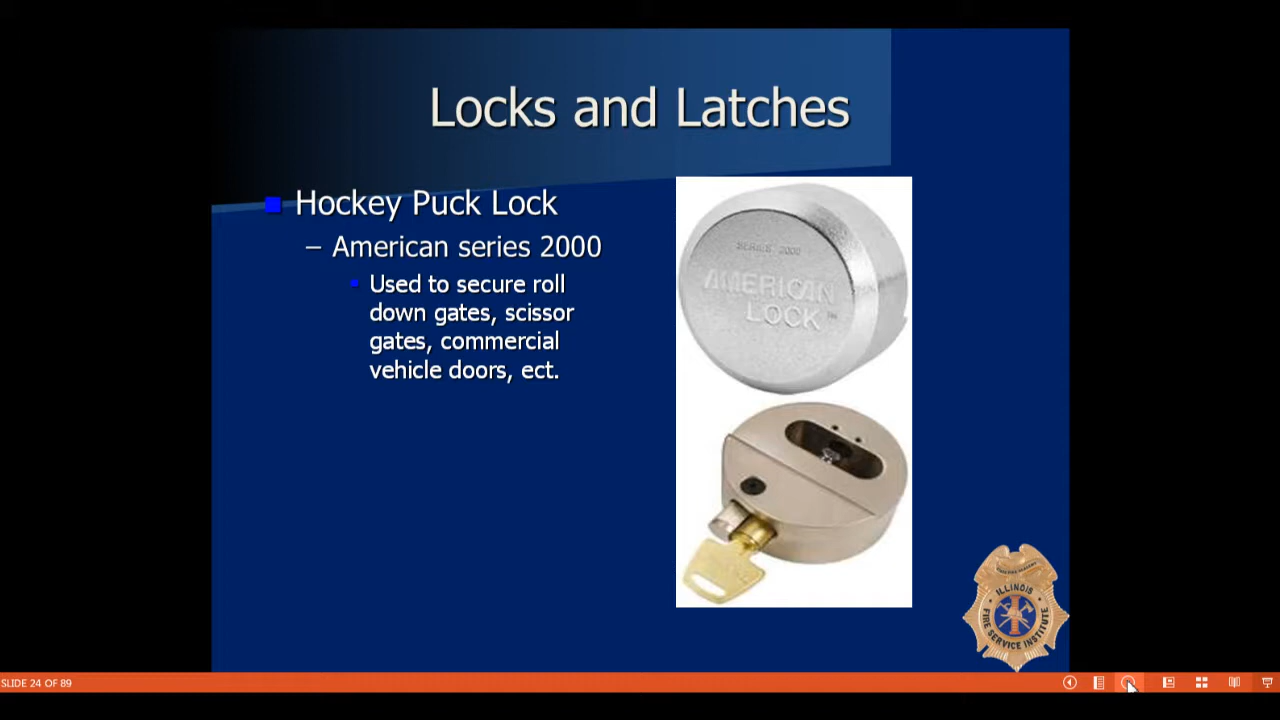 Locks and Latches
Hockey Puck Lock
– American series 2000
Used to secure roll
down gates, scissor
gates, commercial
vehicle doors, ect.
SERIES 2000
AMERICAN
LOCK™
ILLINOIS
FIRE SERVICE INSTITUTE
SLIDE 24 OF 89